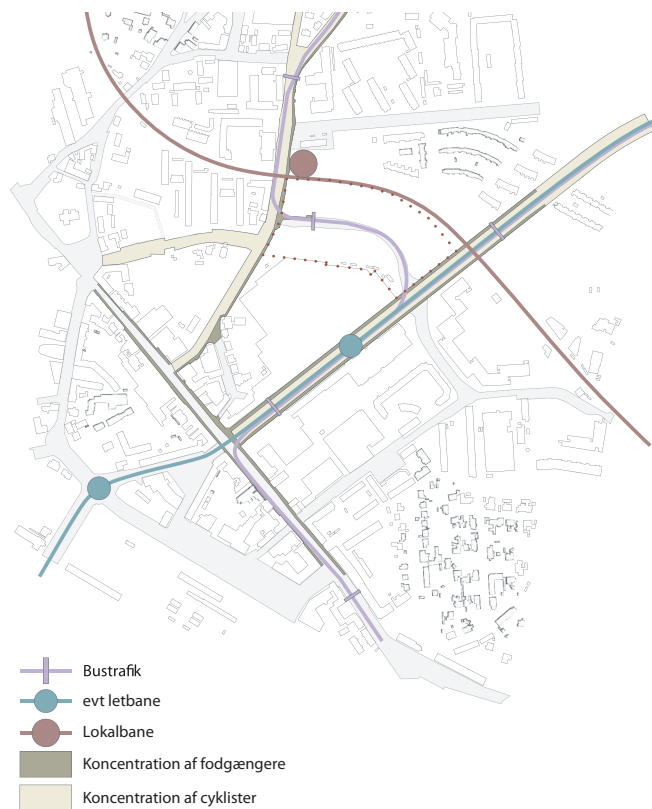 Bustrafik
evt letbane
Lokalbane
Koncentration af fodgængere
Koncentration af cyklister